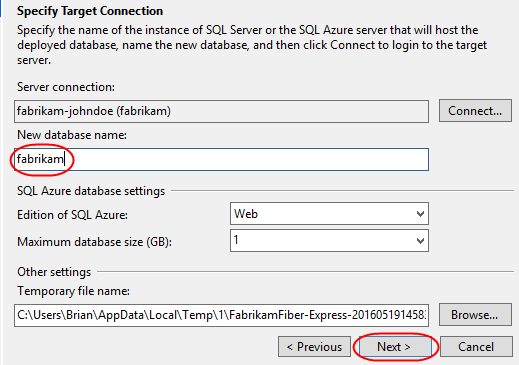 Specify Target Connection
Specify the name of the instance of SQL Server or the SQL Azure server that will host the
deployed database, name the new database, and then click Connect to login to the target
server.
Server connection:
fabrikam-johndoe (fabrikam)
Connect...
New database name:
fabrikam
SQL Azure database settings
Edition of SQL Azure:
Web
Maximum database size (GB):
1
Other settings
Temporary file name:
C:\Users\Brian\AppData\Local\Temp\1\FabrikamFiber-Express-2016051914583
Browse...
< Previous
Next >
Cancel